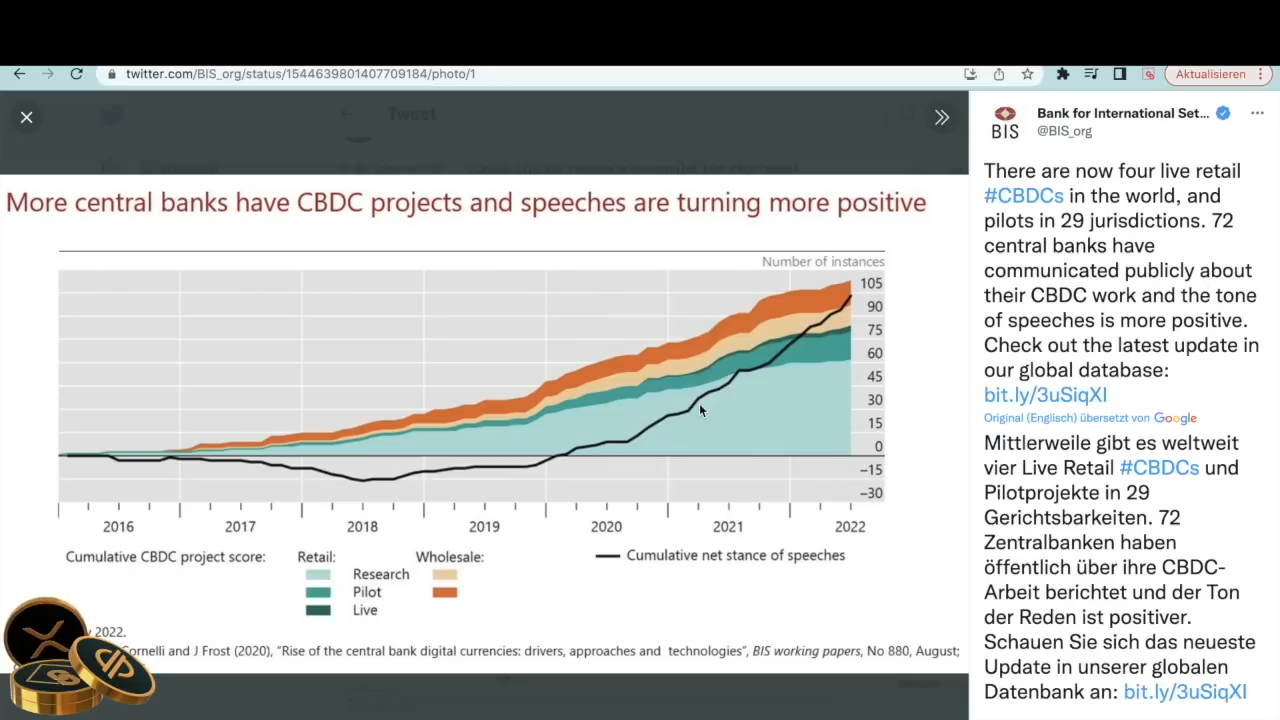 twitter.com/BIS_org/status/1544639801407709184/photo/1
Aktualisieren
Tweet
More central banks have CBDC projects and speeches are turning more positive
Number of instances
105
90
75
60
45
30
15
0
–15
–30
2016 2017 2018 2019 2020 2021 2022
Cumulative CBDC project score: Retail: Wholesale: Cumulative net stance of speeches
Research
Pilot
Live
2022.
Cornelli and J Frost (2020), “Rise of the central bank digital currencies: drivers, approaches and technologies”, BIS working papers, No 880, August;
BIS
Bank for International Set...
@BIS_org
There are now four live retail
#CBDCs in the world, and
pilots in 29 jurisdictions. 72
central banks have
communicated publicly about
their CBDC work and the tone
of speeches is more positive.
Check out the latest update in
our global database:
bit.ly/3uSiqXI
Original (Englisch) übersetzt von Google
Mittlerweile gibt es weltweit
vier Live Retail #CBDCs und
Pilotprojekte in 29
Gerichtsbarkeiten. 72
Zentralbanken haben
öffentlich über ihre CBDC-
Arbeit berichtet und der Ton
der Reden ist positiver.
Schauen Sie sich das neueste
Update in unserer globalen
Datenbank an: bit.ly/3uSiqXI